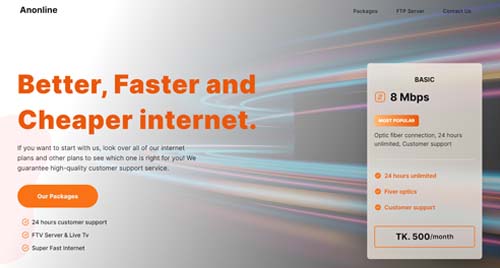 Anonline
Packages FTP Server Contact Us
Better, Faster and
Cheaper internet.
If you want to start with us, look over all of our internet
plans and other plans to see which one is right for you! We
guarantee high-quality customer support service.
Our Packages
24 hours customer support
FTV Server & Live Tv
Super Fast Internet
BASIC
8 Mbps
MOST POPULAR
Optic fiber connection, 24 hours
unlimited, Customer support
24 hours unlimited
Fiver optics
Customer support
TK. 500/month